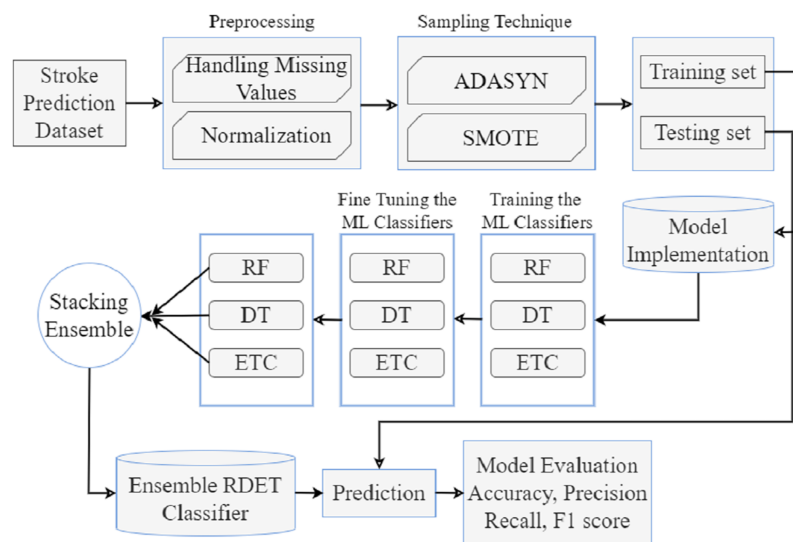 Preprocessing
Sampling Technique
Stroke
Prediction
Dataset
Handling Missing
Values
Normalization
ADASYN
SMOTE
Training set
Testing set
Fine Tuning the
ML Classifiers
Training the
ML Classifiers
Model
Implementation
RF
DT
ETC
RF
DT
ETC
RF
DT
ETC
Stacking
Ensemble
Ensemble RDET
Classifier
Prediction
Model Evaluation
Accuracy, Precision
Recall, F1 score